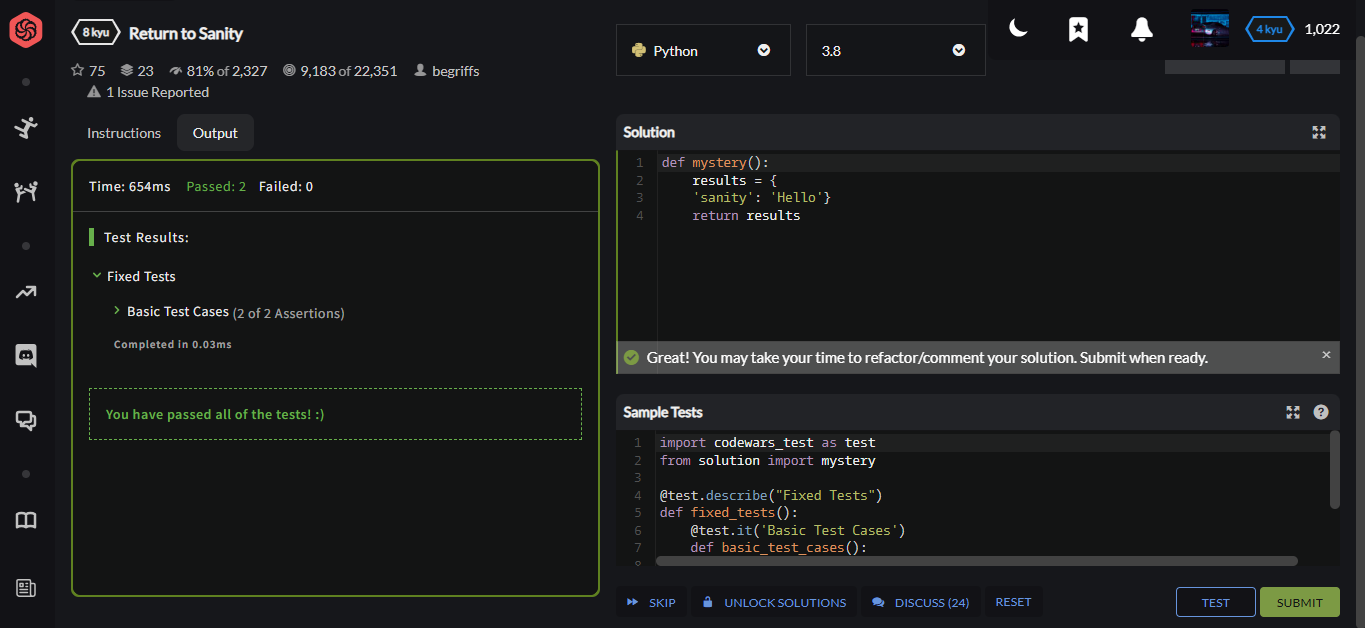 8 kyu Return to Sanity
75 23 81% of 2,327 9,183 of 22,351 begriffs
1 Issue Reported
Instructions Output
Time: 654ms Passed: 2 Failed: 0
Test Results:
Fixed Tests
Basic Test Cases (2 of 2 Assertions)
Completed in 0.03ms
You have passed all of the tests! :)
Python 3.8
4 kyu 1,022
Solution
1 def mystery():
2 results = {
3 'sanity': 'Hello'}
4 return results
Great! You may take your time to refactor/comment your solution. Submit when ready. ×
Sample Tests ?
1 import codewars_test as test
2 from solution import mystery
3
4 @test.describe("Fixed Tests")
5 def fixed_tests():
6 @test.it('Basic Test Cases')
7 def basic_test_cases():
SKIP UNLOCK SOLUTIONS DISCUSS (24) RESET TEST SUBMIT